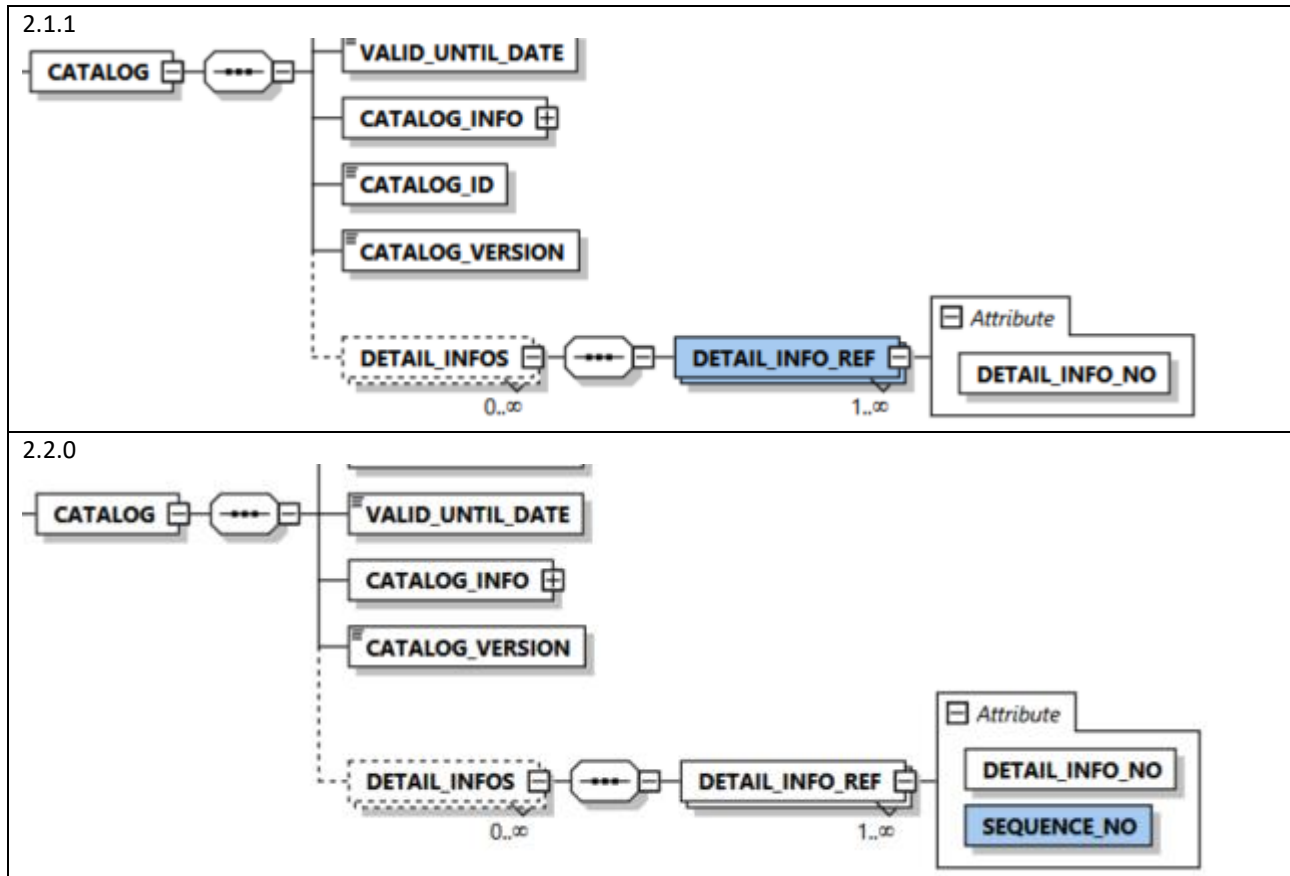 2.1.1
VALID_UNTIL_DATE
CATALOG
CATALOG_INFO
CATALOG_ID
CATALOG_VERSION
Attribute
DETAIL_INFOS
DETAIL_INFO_REF
DETAIL_INFO_NO
0..∞
1..∞
2.2.0
CATALOG
VALID_UNTIL_DATE
CATALOG_INFO
CATALOG_VERSION
Attribute
DETAIL_INFO_NO
DETAIL_INFOS
DETAIL_INFO_REF
SEQUENCE_NO
0..∞
1..∞